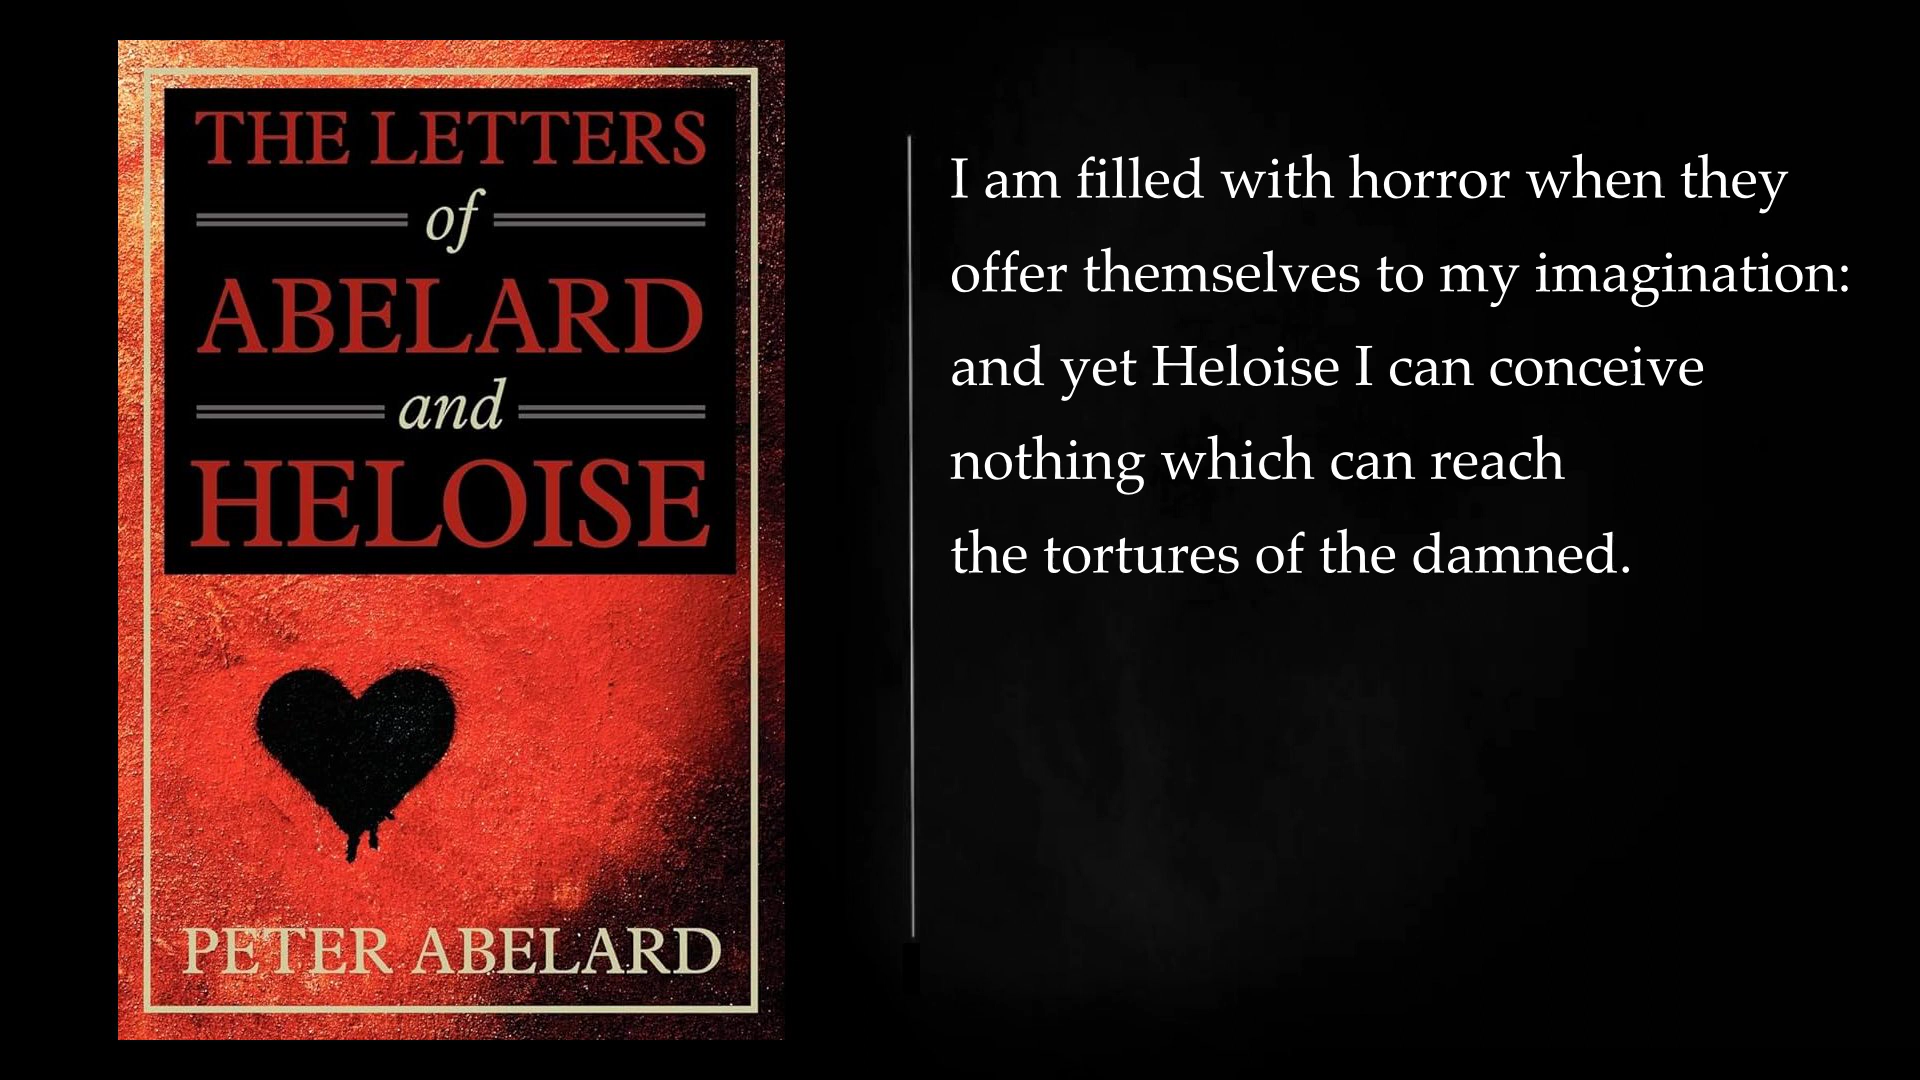 THE LETTERS
of
ABELARD
and
HELOISE
PETER ABELARD
I am filled with horror when they
offer themselves to my imagination:
and yet Heloise I can conceive
nothing which can reach
the tortures of the damned.